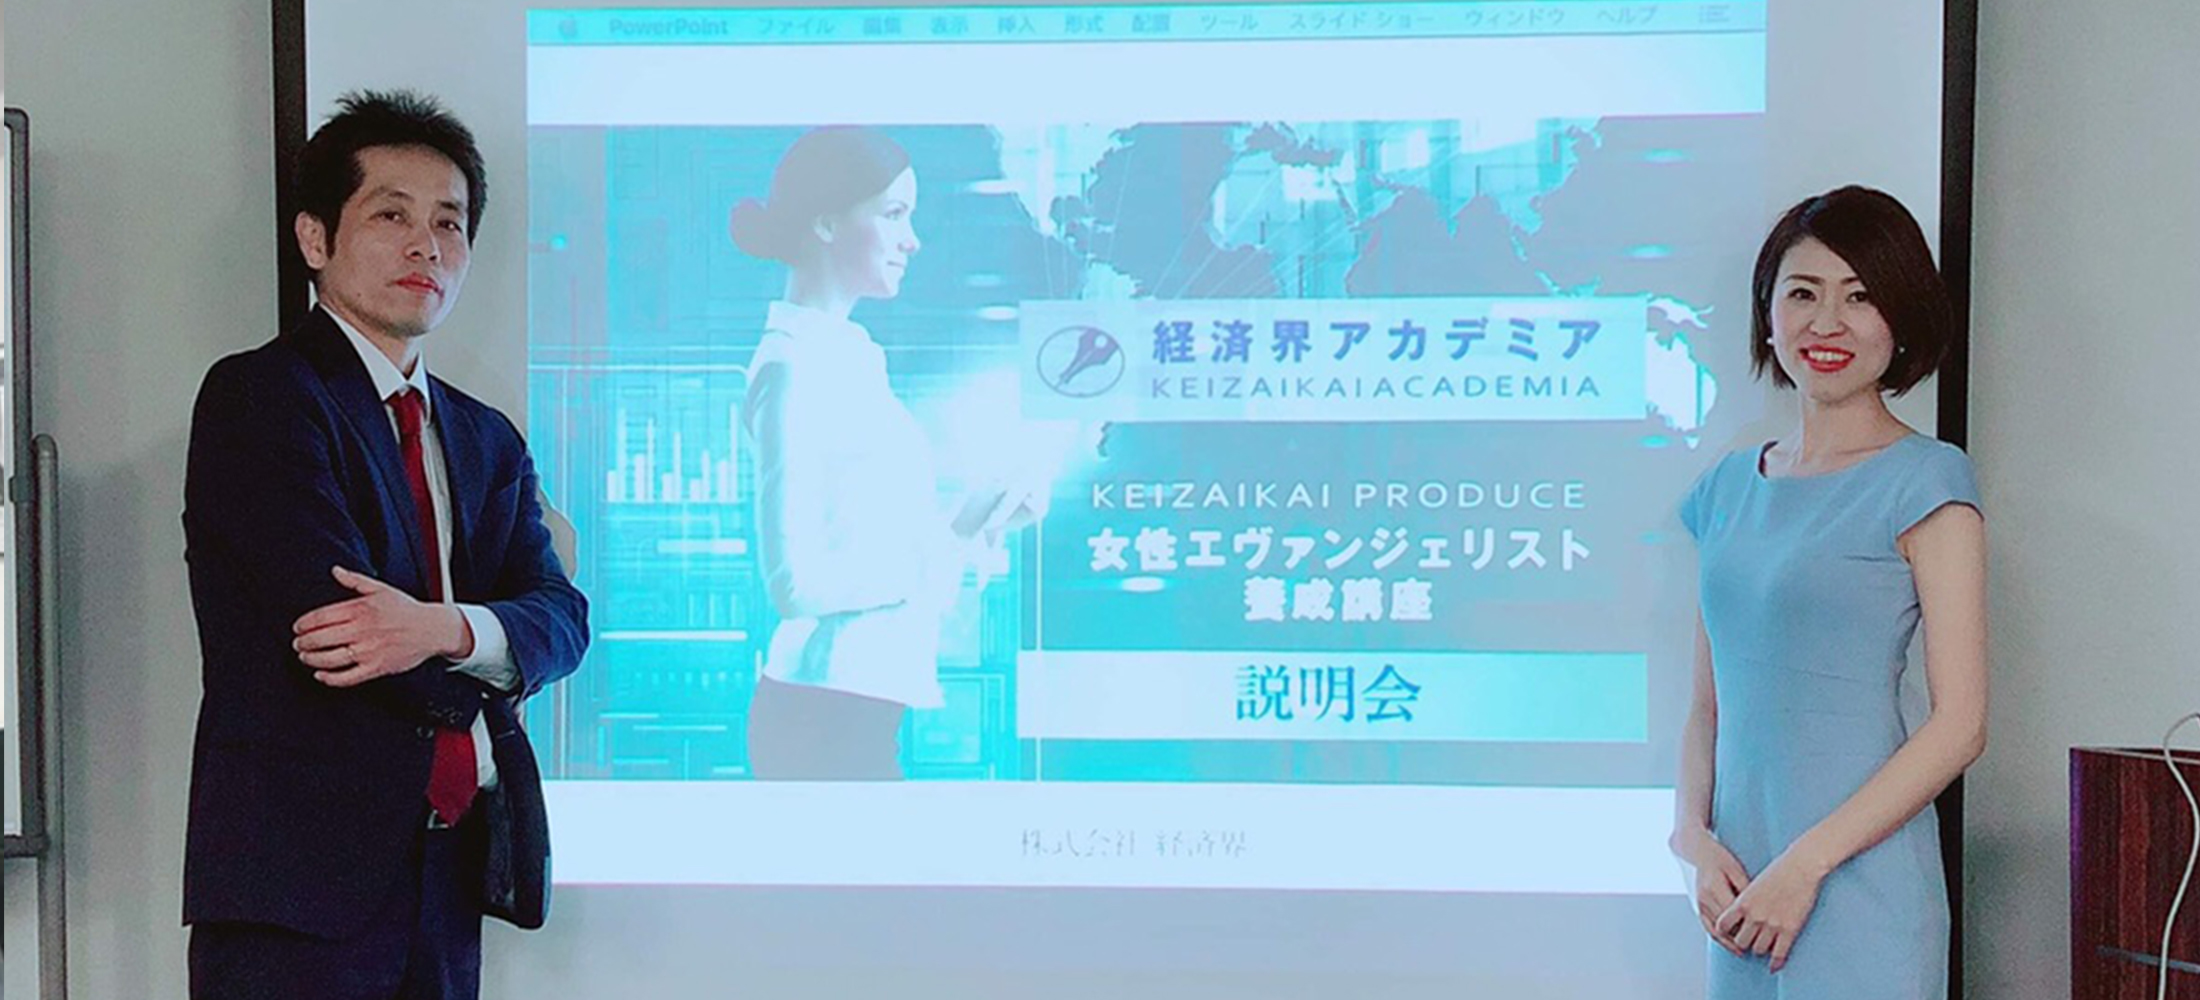 PowerPoint ファイル 編集 表示 挿入 形式 配置 ツール スライド ショー ウィンドウ ヘルプ
経済界アカデミア
KEIZAIKAIACADEMIA
KEIZAIKAI PRODUCE
女性エヴァンジェリスト
養成講座
説明会
株式会社 経済界